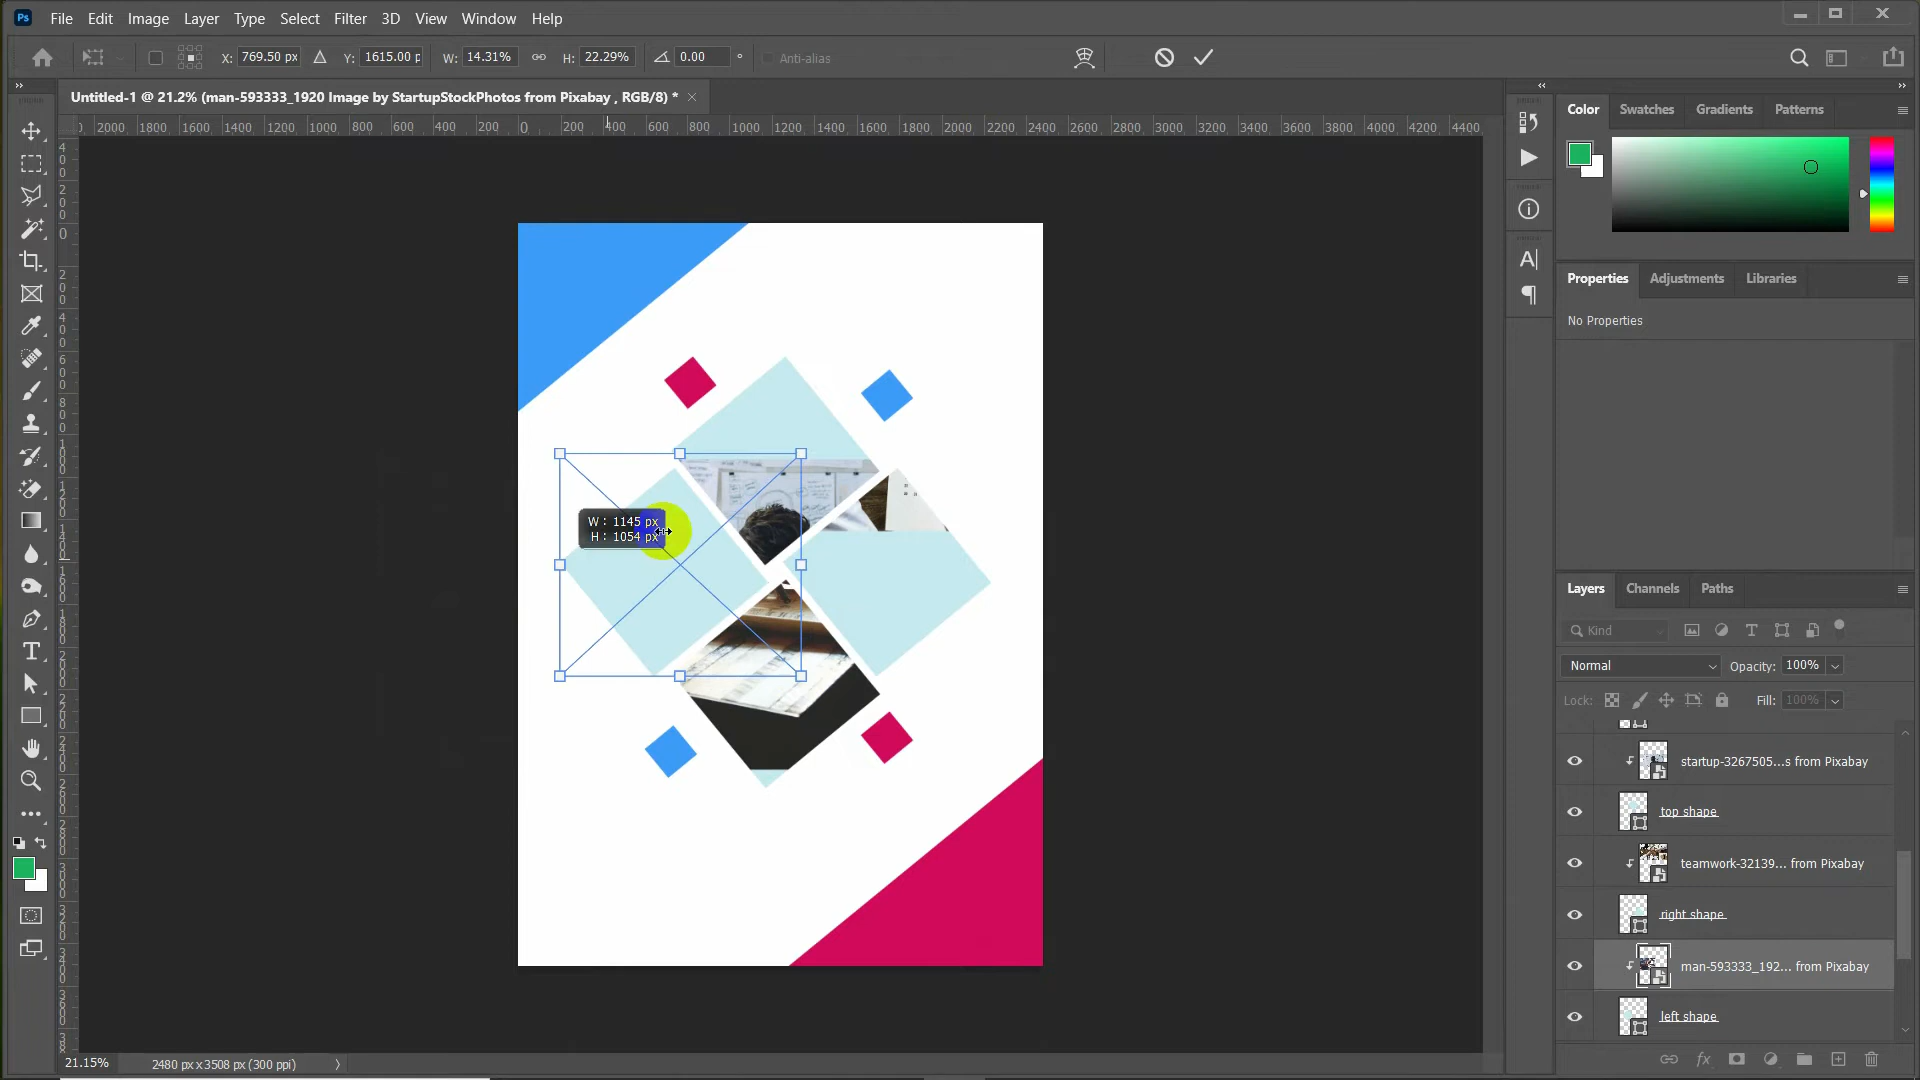 Ps File Edit Image Layer Type Select Filter 3D View Window Help
X: 769.50 px Y: 1615.00 p W: 14.31% H: 22.29% 0.00 ° Anti-alias
Untitled-1 @ 21.2% (man-593333_1920 Image by StartupStockPhotos from Pixabay , RGB/8) * ×
2000 1800 1600 1400 1200 1000 800 600 400 200 0 200 400 600 800 1000 1200 1400 1600 1800 2000 2200 2400 2600 2800 3000 3200 3400 3600 3800 4000 4200 4400
Color Swatches Gradients Patterns
Properties Adjustments Libraries
No Properties
W : 1145 px
H : 1054 px
Layers Channels Paths
Kind
Normal Opacity: 100%
Lock: Fill: 100%
startup-3267505...s from Pixabay
top shape
teamwork-32139... from Pixabay
right shape
man-593333_192... from Pixabay
left shape
fx
21.15% 2480 px x 3508 px (300 ppi)